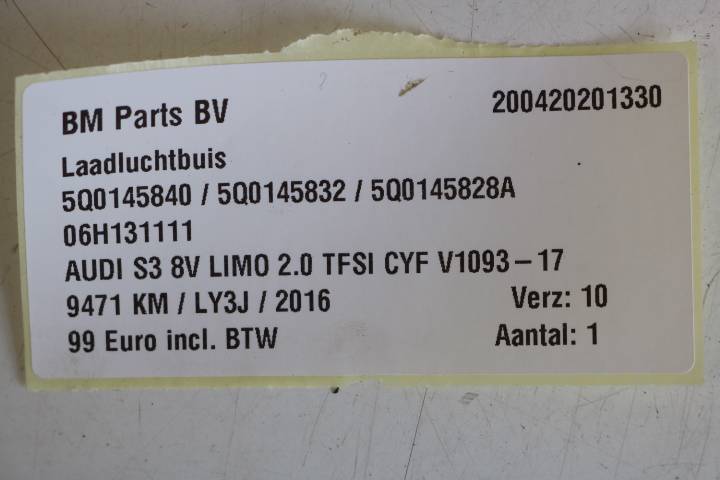 BM Parts BV 200420201330
Laadluchtbuis
5Q0145840 / 5Q0145832 / 5Q0145828A
06H131111
AUDI S3 8V LIMO 2.0 TFSI CYF V1093-17
9471 KM / LY3J / 2016 Verz: 10
99 Euro incl. BTW Aantal: 1